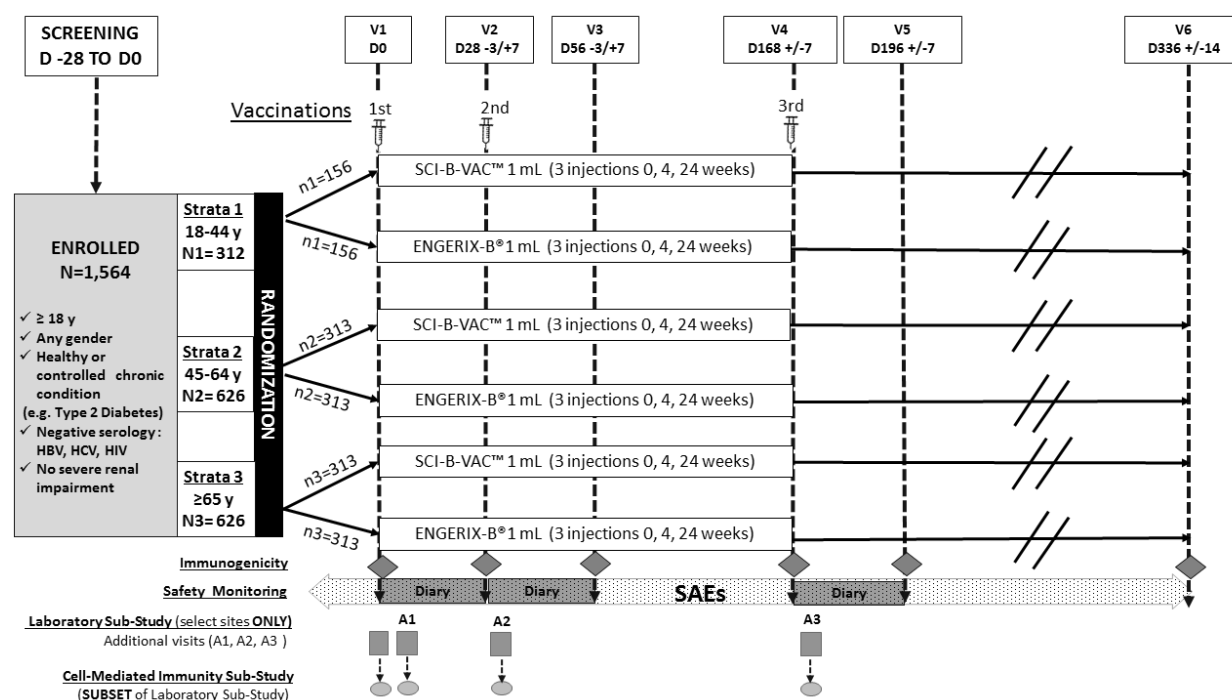 SCREENING
D -28 TO D0
V1
D0
V2
D28 -3/+7
V3
D56 -3/+7
V4
D168 +/-7
V5
D196 +/-7
V6
D336 +/-14
Vaccinations
1st
2nd
3rd
ENROLLED
N=1,564
✓ ≥ 18 y
✓ Any gender
✓ Healthy or
controlled chronic
condition
(e.g. Type 2 Diabetes)
✓ Negative serology :
HBV, HCV, HIV
✓ No severe renal
impairment
Strata 1
18-44 y
N1= 312
Strata 2
45-64 y
N2= 626
Strata 3
≥65 y
N3= 626
RANDOMIZATION
n1=156
SCI-B-VAC™ 1 mL (3 injections 0, 4, 24 weeks)
n1=156
ENGERIX-B®1 mL (3 injections 0, 4, 24 weeks)
n2=313
SCI-B-VAC™ 1 mL (3 injections 0, 4, 24 weeks)
n2=313
ENGERIX-B®1 mL (3 injections 0, 4, 24 weeks)
n3=313
SCI-B-VAC™ 1 mL (3 injections 0, 4, 24 weeks)
n3=313
ENGERIX-B®1 mL (3 injections 0, 4, 24 weeks)
Immunogenicity
Safety Monitoring
Diary
Diary
SAEs
Diary
Laboratory Sub-Study (select sites ONLY)
Additional visits (A1, A2, A3 )
A1
A2
A3
Cell-Mediated Immunity Sub-Study
(SUBSET of Laboratory Sub-Study)